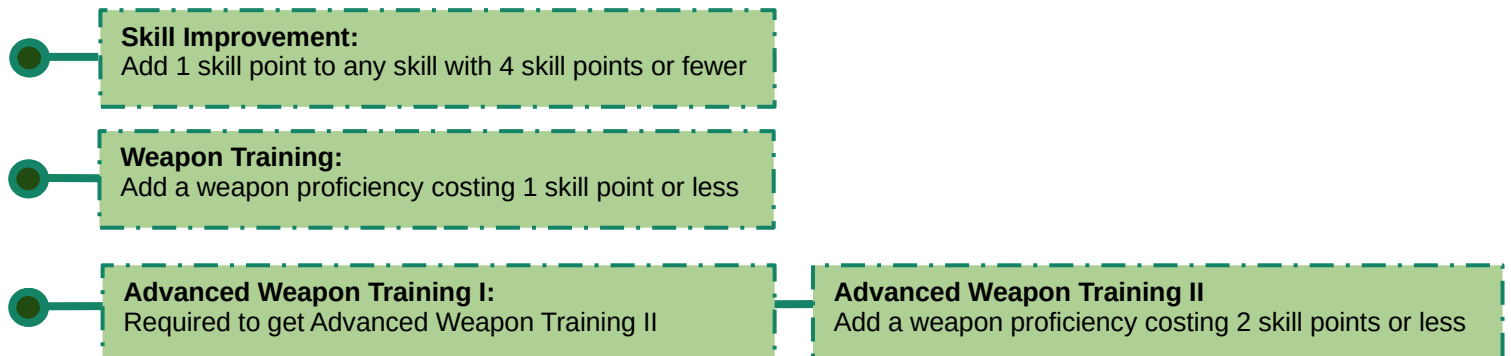 Skill Improvement:
Add 1 skill point to any skill with 4 skill points or fewer
Weapon Training:
Add a weapon proficiency costing 1 skill point or less
Advanced Weapon Training I:
Required to get Advanced Weapon Training II
Advanced Weapon Training II
Add a weapon proficiency costing 2 skill points or less